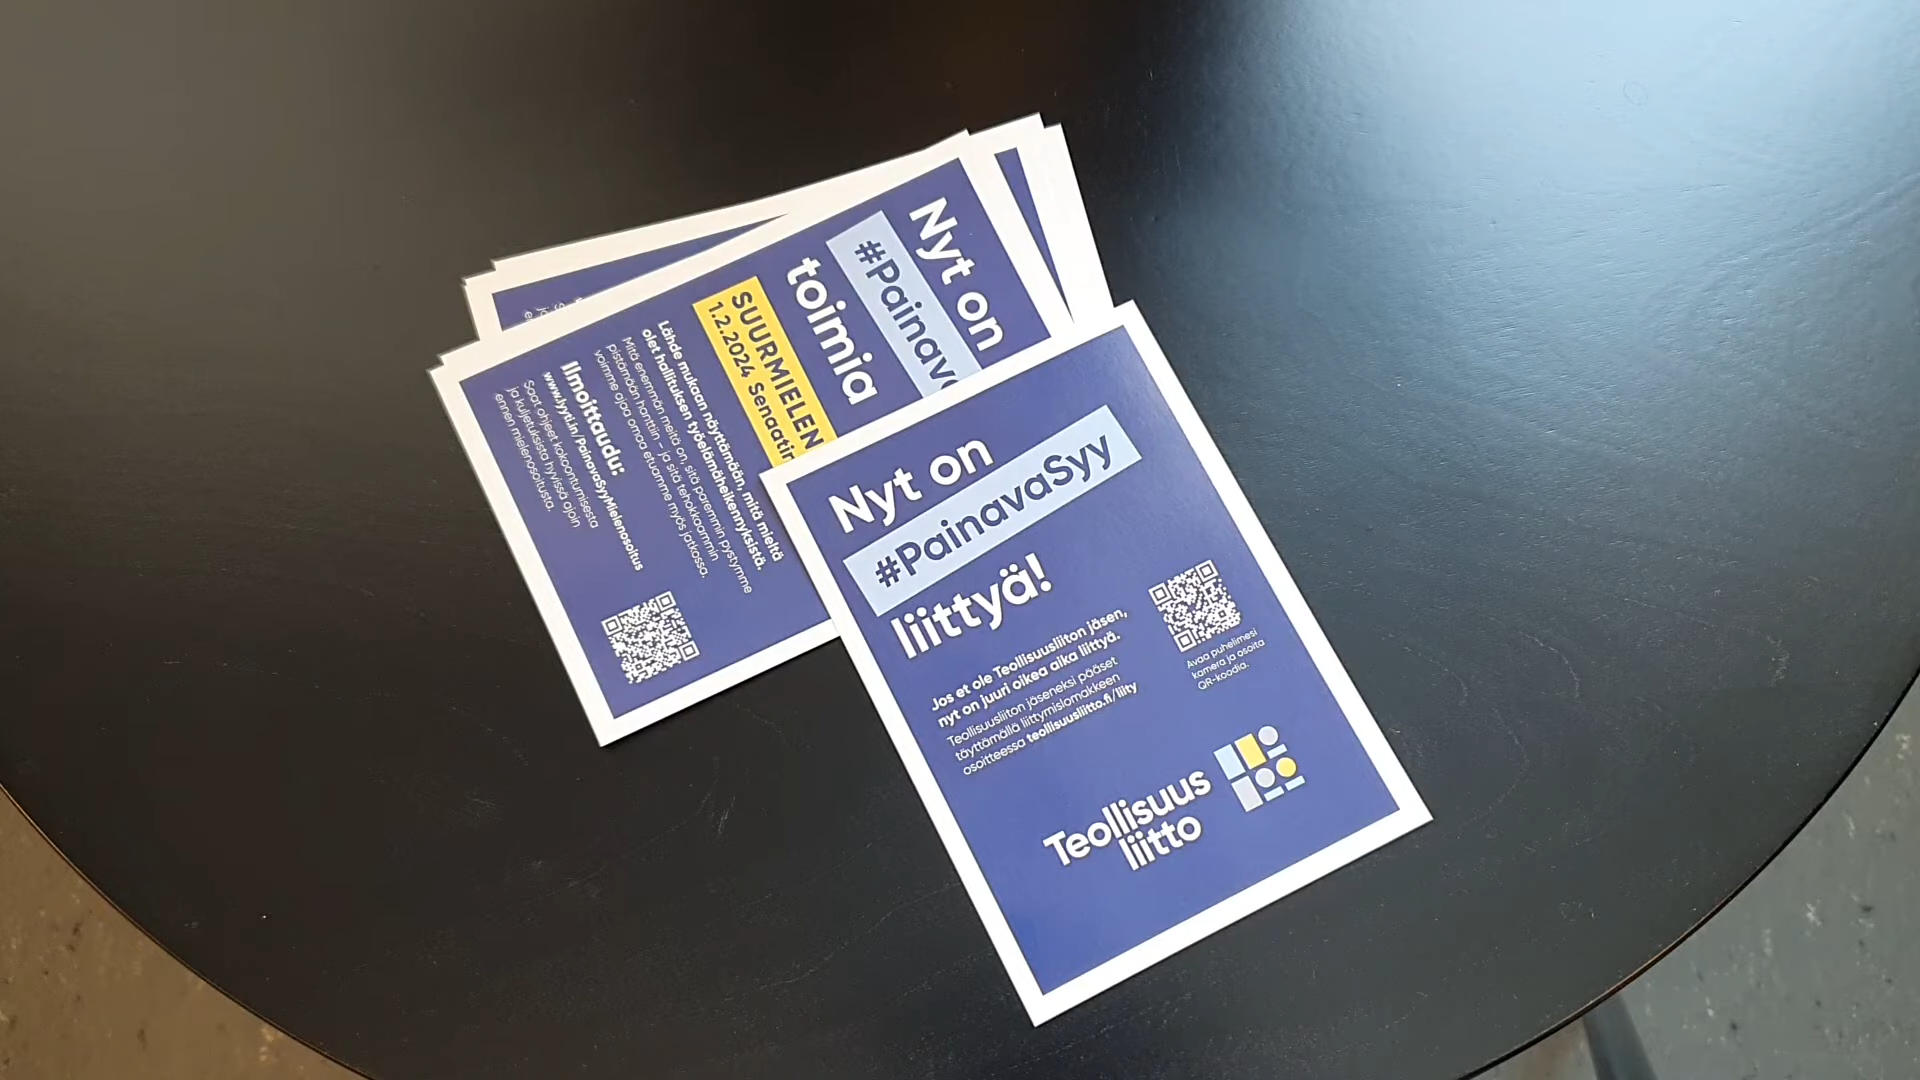 Nyt on
#PainavaSyy
liittyä!
Jos et ole Teollisuusliiton jäsen,
nyt on juuri oikea aika liittyä.
Teollisuusliiton jäseneksi pääset
täyttämällä liittymislomakkeen
osoitteessa teollisuusliitto.fi/liity
Avaa puhelimesi
kamera ja osoita
QR-koodia.
Teollisuus
liitto
Nyt on
#Painava
toimia
SUURMIELEN
1.2.2024 Senaatin
Lähde mukaan näyttämään, mitä mieltä
olet hallituksen työelämäheikennyksistä.
Mitä enemmän meitä on, sitä paremmin pystymme
pistämään hanttiin – ja sitä tehokkaammin
voimme ajaa omaa etuamme myös jatkossa.
Ilmoittaudu:
www.lyyti.in/PainavaSyyMielenosoitus
Saat ohjeet kokoontumisesta
ja kuljetuksista hyvissä ajoin
ennen mielenosoitusta.